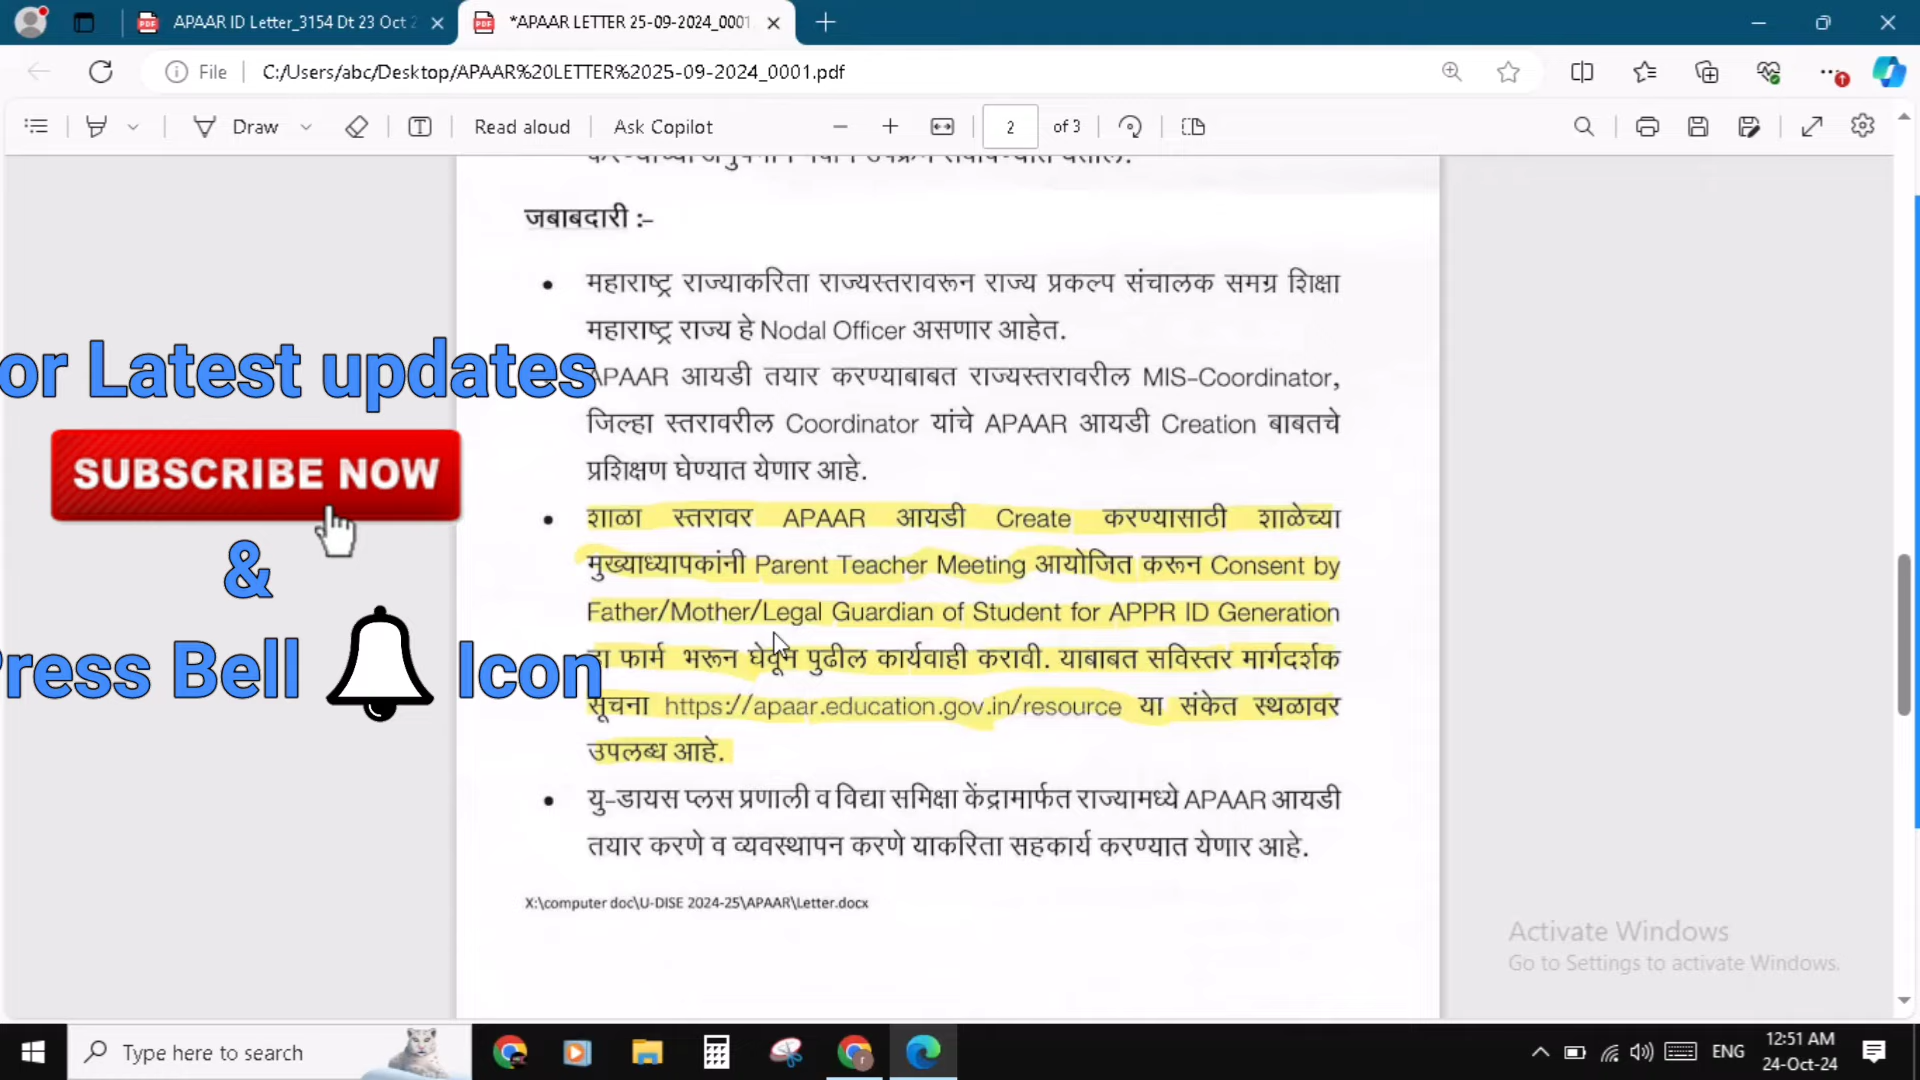 APAAR ID Letter_3154 Dt 23 Oct 2
*APAAR LETTER 25-09-2024_0001
File
C:/Users/abc/Desktop/APAAR%20LETTER%2025-09-2024_0001.pdf
Draw
Read aloud
Ask Copilot
2 of 3
जबाबदारी :–
• महाराष्ट्र राज्याकरिता राज्यस्तरावरून राज्य प्रकल्प संचालक समग्र शिक्षा
महाराष्ट्र राज्य हे Nodal Officer असणार आहेत.
APAAR आयडी तयार करण्याबाबत राज्यस्तरावरील MIS-Coordinator,
जिल्हा स्तरावरील Coordinator यांचे APAAR आयडी Creation बाबतचे
प्रशिक्षण घेण्यात येणार आहे.
• शाळा स्तरावर APAAR आयडी Create करण्यासाठी शाळेच्या
मुख्याध्यापकांनी Parent Teacher Meeting आयोजित करून Consent by
Father/Mother/Legal Guardian of Student for APPR ID Generation
हा फार्म भरून घेवून पुढील कार्यवाही करावी. याबाबत सविस्तर मार्गदर्शक
सूचना https://apaar.education.gov.in/resource या संकेत स्थळावर
उपलब्ध आहे.
• यु-डायस प्लस प्रणाली व विद्या समिक्षा केंद्रामार्फत राज्यामध्ये APAAR आयडी
तयार करणे व व्यवस्थापन करणे याकरिता सहकार्य करण्यात येणार आहे.
X:\computer doc\U-DISE 2024-25\APAAR\Letter.docx
or Latest updates
SUBSCRIBE NOW
&
Press Bell Icon
Activate Windows
Go to Settings to activate Windows.
Type here to search
ENG
12:51 AM
24-Oct-24